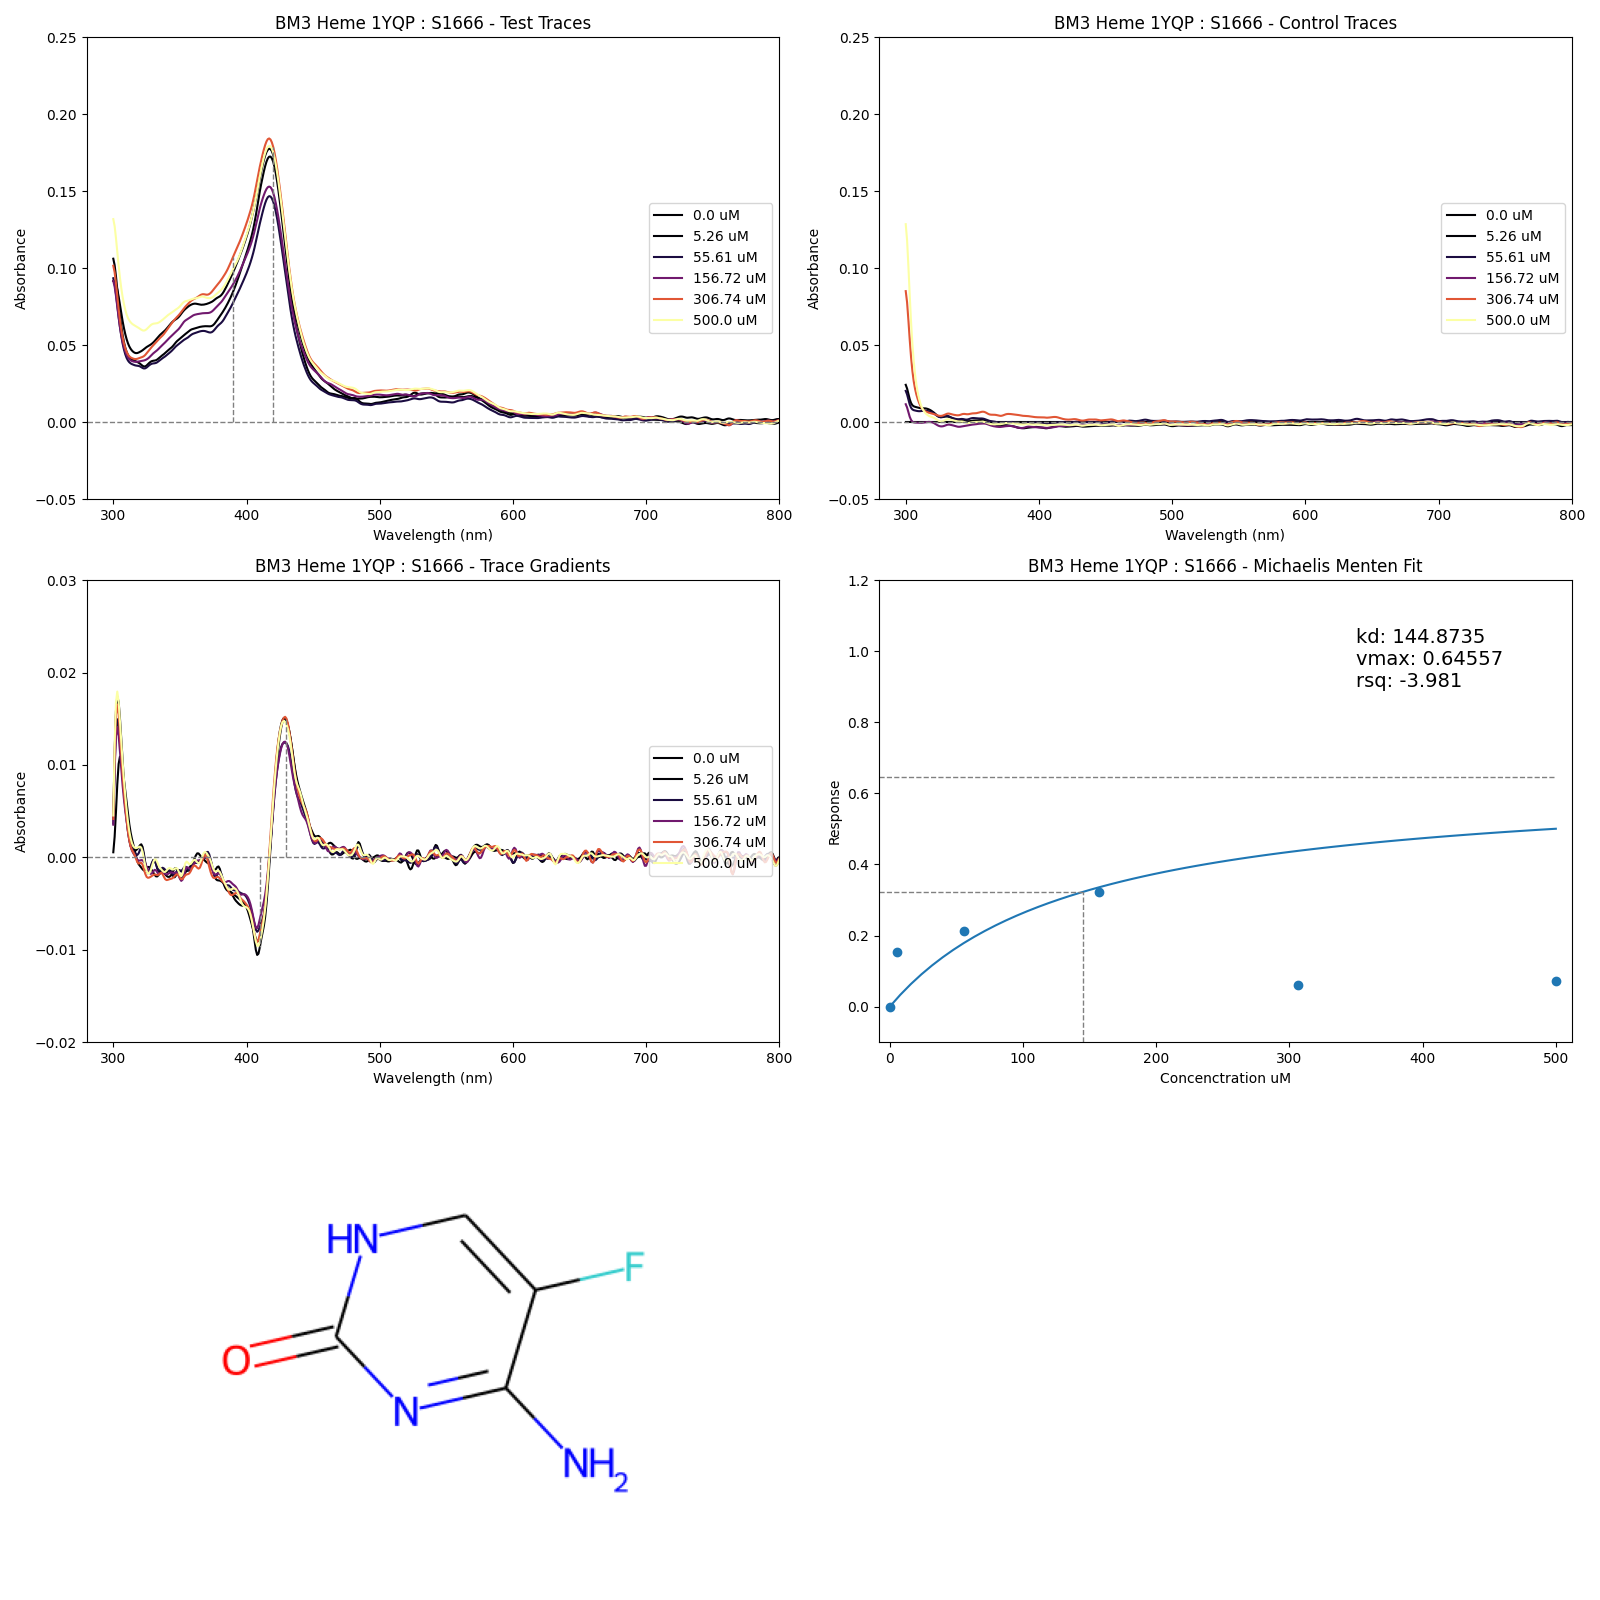 BM3 Heme 1YQP : S1666 - Test Traces
0.25
0.20
0.15
0.10
0.05
0.00
−0.05
Absorbance
300 400 500 600 700 800
Wavelength (nm)
0.0 uM
5.26 uM
55.61 uM
156.72 uM
306.74 uM
500.0 uM
BM3 Heme 1YQP : S1666 - Control Traces
0.25
0.20
0.15
0.10
0.05
0.00
−0.05
Absorbance
300 400 500 600 700 800
Wavelength (nm)
0.0 uM
5.26 uM
55.61 uM
156.72 uM
306.74 uM
500.0 uM
BM3 Heme 1YQP : S1666 - Trace Gradients
0.03
0.02
0.01
0.00
−0.01
−0.02
Absorbance
300 400 500 600 700 800
Wavelength (nm)
0.0 uM
5.26 uM
55.61 uM
156.72 uM
306.74 uM
500.0 uM
BM3 Heme 1YQP : S1666 - Michaelis Menten Fit
1.2
1.0
0.8
0.6
0.4
0.2
0.0
Response
kd: 144.8735
vmax: 0.64557
rsq: -3.981
0 100 200 300 400 500
Concenctration uM
HN
F
O
N
NH2